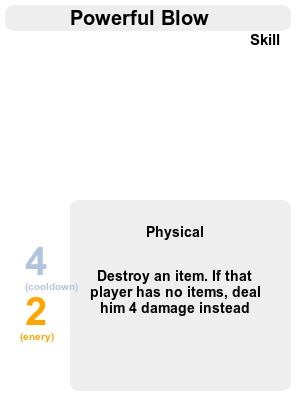 Powerful Blow
Skill
Physical
4
(cooldown)
Destroy an item. If that
player has no items, deal
him 4 damage instead
2
(enery)